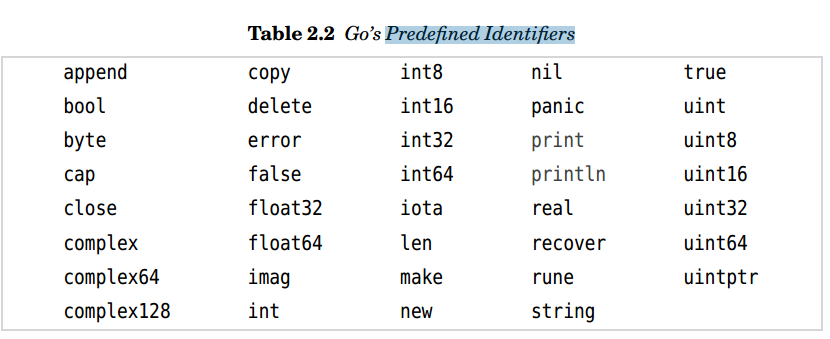 Table 2.2 Go's Predefined Identifiers
append copy int8 nil true
bool delete int16 panic uint
byte error int32 print uint8
cap false int64 println uint16
close float32 iota real uint32
complex float64 len recover uint64
complex64 imag make rune uintptr
complex128 int new string